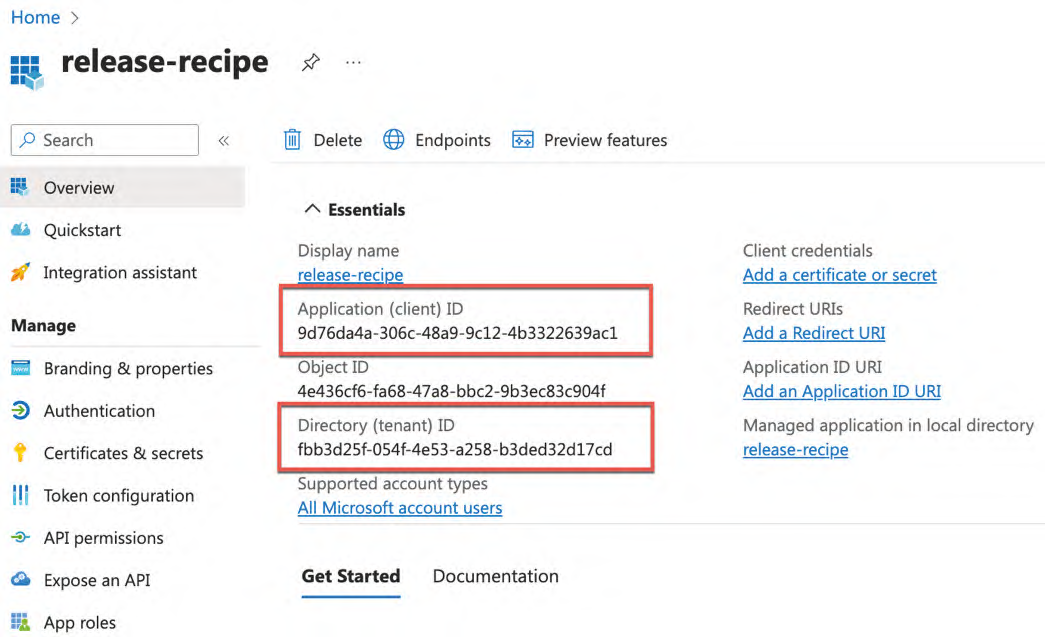 Home >
release-recipe ...
Search «
Delete Endpoints Preview features
Overview
Quickstart
Integration assistant
Manage
Branding & properties
Authentication
Certificates & secrets
Token configuration
API permissions
Expose an API
App roles
Essentials
Display name
release-recipe
Application (client) ID
9d76da4a-306c-48a9-9c12-4b3322639ac1
Object ID
4e436cf6-fa68-47a8-bbc2-9b3ec83c904f
Directory (tenant) ID
fbb3d25f-054f-4e53-a258-b3ded32d17cd
Supported account types
All Microsoft account users
Client credentials
Add a certificate or secret
Redirect URIs
Add a Redirect URI
Application ID URI
Add an Application ID URI
Managed application in local directory
release-recipe
Get Started Documentation